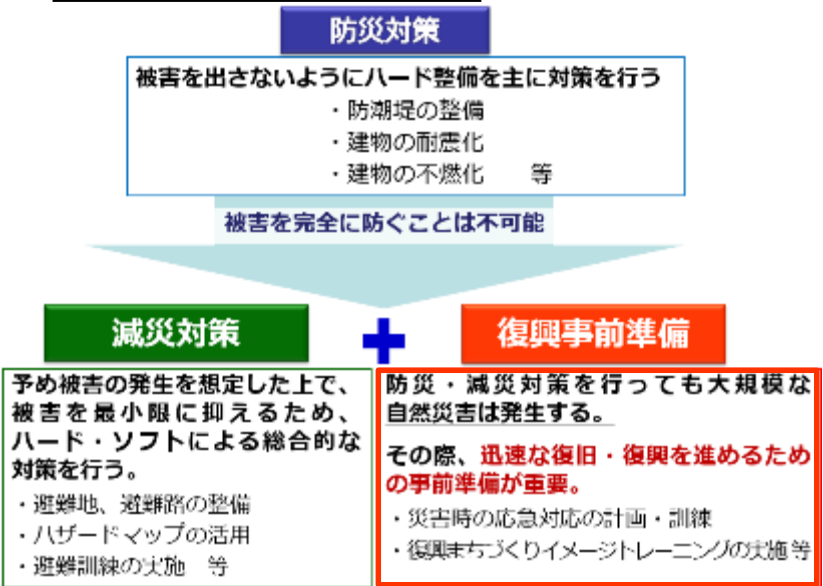 防災対策
被害を出さないようにハード整備を主に対策を行う
・防潮堤の整備
・建物の耐震化
・建物の不燃化　　等
被害を完全に防ぐことは不可能
減災対策
予め被害の発生を想定した上で、
被害を最小限に抑えるため、
ハード・ソフトによる総合的な
対策を行う。
・避難地、避難路の整備
・ハザードマップの活用
・避難訓練の実施　等
+
復興事前準備
防災・減災対策を行っても大規模な
自然災害は発生する。
その際、迅速な復旧・復興を進めるため
の事前準備が重要。
・災害時の応急対応の計画・訓練
・復興まちづくりイメージトレーニングの実施等